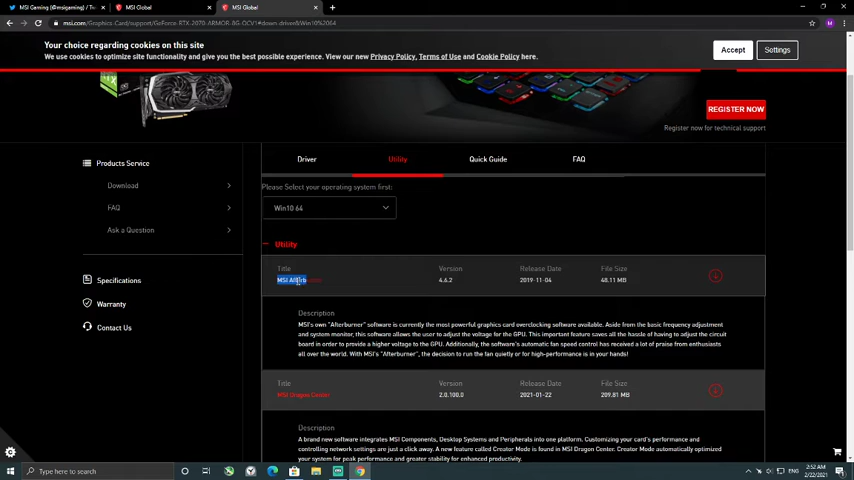 MSI Gaming (@msigaming) / Tw
MSI Global
MSI Global
msi.com/Graphics-Card/support/GeForce-RTX-2070-ARMOR-8G-OCV1#down-driver&Win10%2064
M
Your choice regarding cookies on this site
We use cookies to optimize site functionality and give you the best possible experience. View our new Privacy Policy, Terms of Use and Cookie Policy here.
Accept
Settings
REGISTER NOW
Register now for technical support
Products Service
Download
FAQ
Ask a Question
Specifications
Warranty
Contact Us
Driver
Utility
Quick Guide
FAQ
Please Select your operating system first:
Win10 64
Utility
Title
Version
Release Date
File Size
MSI Afterburner
4.6.2
2019-11-04
48.11 MB
Description
MSI's own "Afterburner" software is currently the most powerful graphics card overclocking software available. Aside from the basic frequency adjustment
and system monitor, this software allows the user to adjust the voltage for the GPU. This important feature saves all the hassle of having to adjust the circuit
board in order to provide a higher voltage to the GPU. Additionally, the software's automatic fan speed control has received a lot of praise from enthusiasts
all over the world. With MSI's "Afterburner", the decision to run the fan quietly or for high-performance is in your hands!
Title
Version
Release Date
File Size
MSI Dragon Center
2.0.100.0
2021-01-22
209.81 MB
Description
A brand new software integrates MSI Components, Desktop Systems and Peripherals into one platform. Customizing your card's performance and
controlling network settings are just a click away. A new feature called Creator Mode is found in MSI Dragon Center. Creator Mode automatically optimized
your system for peak performance and greater stability for enhancing productivity.
Type here to search
ENG
2:52 AM
2/22/2021